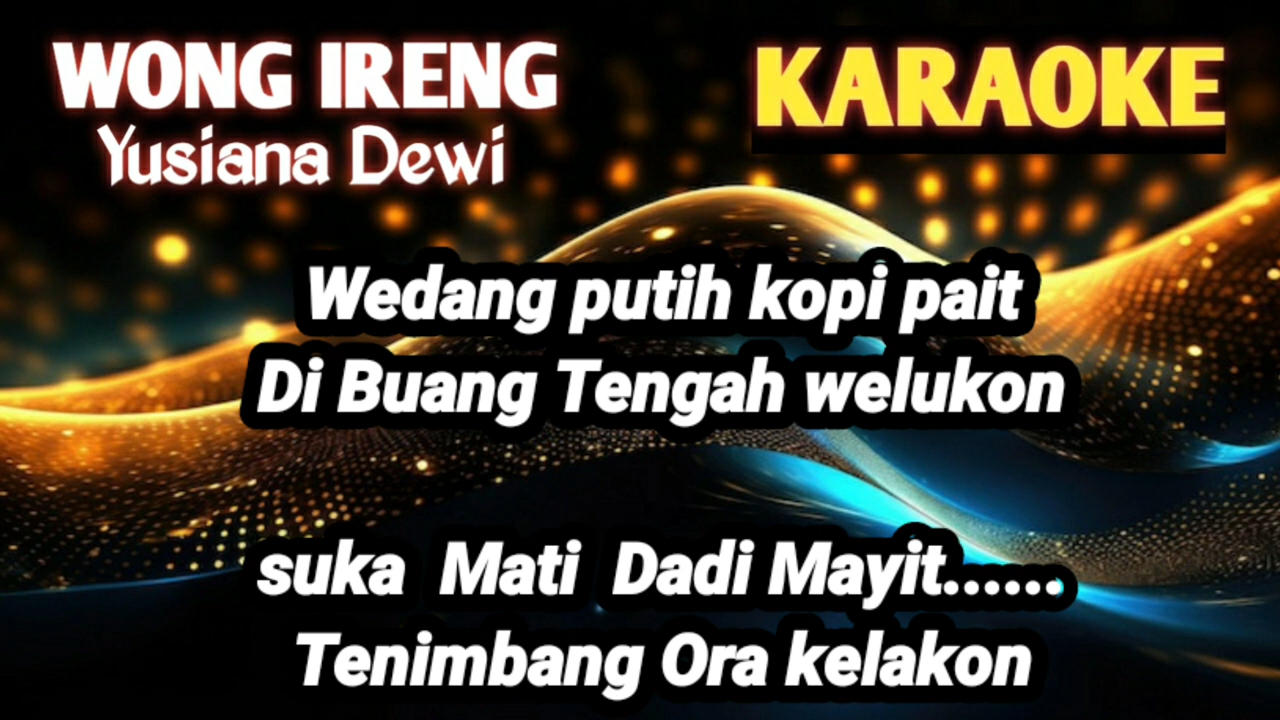 WONG IRENG
Yusiana Dewi
KARAOKE
Wedang putih kopi pait
Di Buang Tengah welukon
suka Mati Dadi Mayit......
Tenimbang Ora kelakon